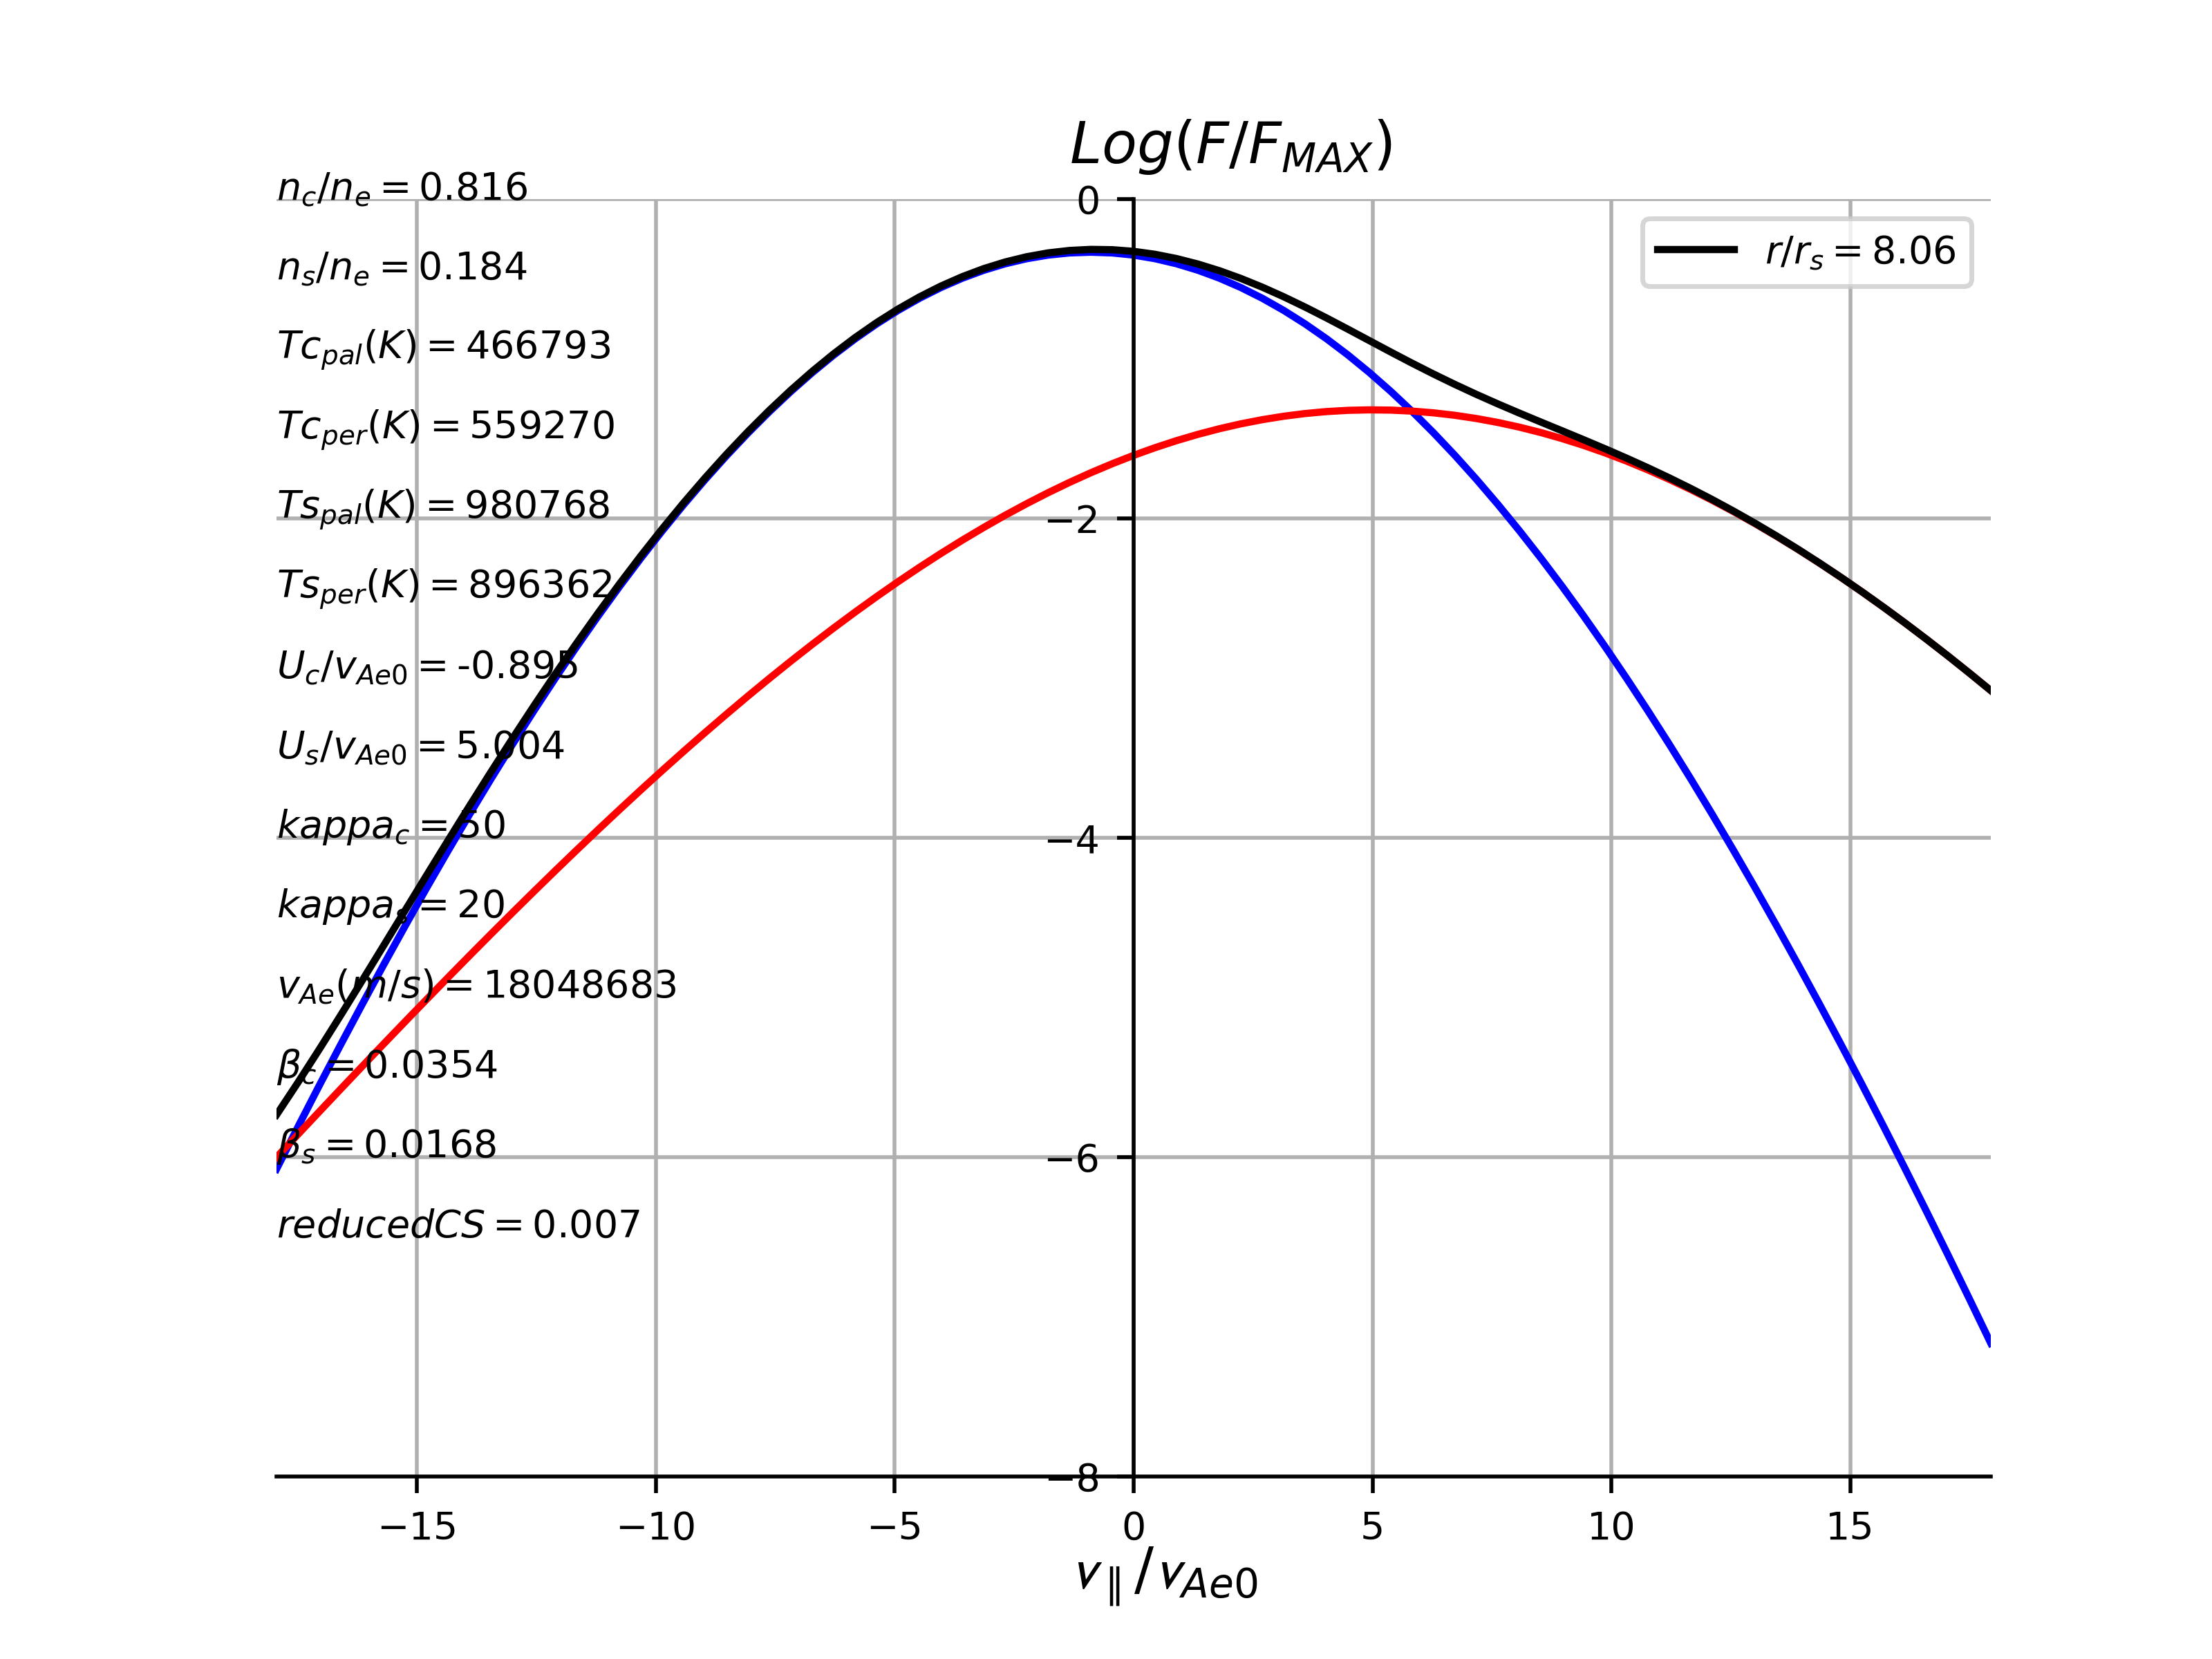 Log(F/F_MAX)
n_c/n_e = 0.816
n_s/n_e = 0.184
Tc_pal(K) = 466793
Tc_per(K) = 559270
Ts_pal(K) = 980768
Ts_per(K) = 896362
U_c/v_Ae0 = -0.895
U_s/v_Ae0 = 5.004
kappa_c = 50
kappa_s = 20
v_Ae(m/s) = 18048683
β_c = 0.0354
β_s = 0.0168
reducedCS = 0.007
r/r_s = 8.06
0
−2
−4
−6
−8
−15 −10 −5 0 5 10 15
v_∥/v_Ae0